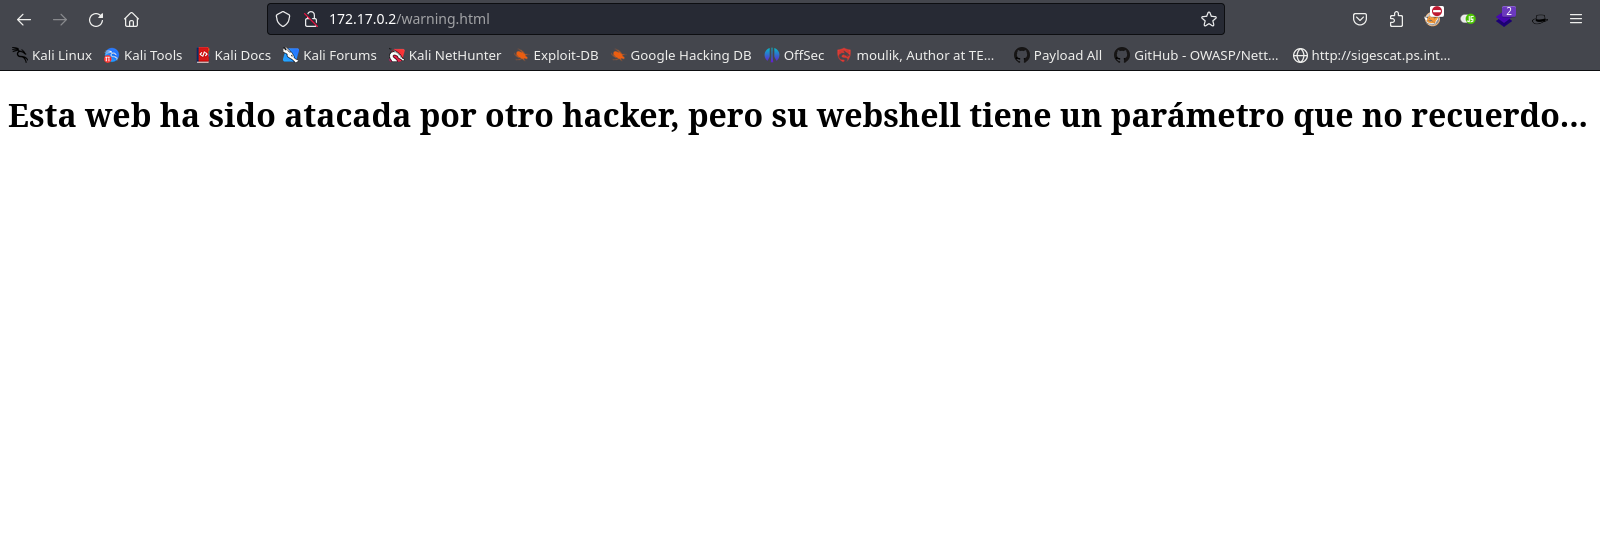 172.17.0.2/warning.html
2
Kali Linux Kali Tools Kali Docs Kali Forums Kali NetHunter Exploit-DB Google Hacking DB OffSec moulik, Author at TE... Payload All GitHub - OWASP/Nett... http://sigescat.ps.int...
Esta web ha sido atacada por otro hacker, pero su webshell tiene un parámetro que no recuerdo...